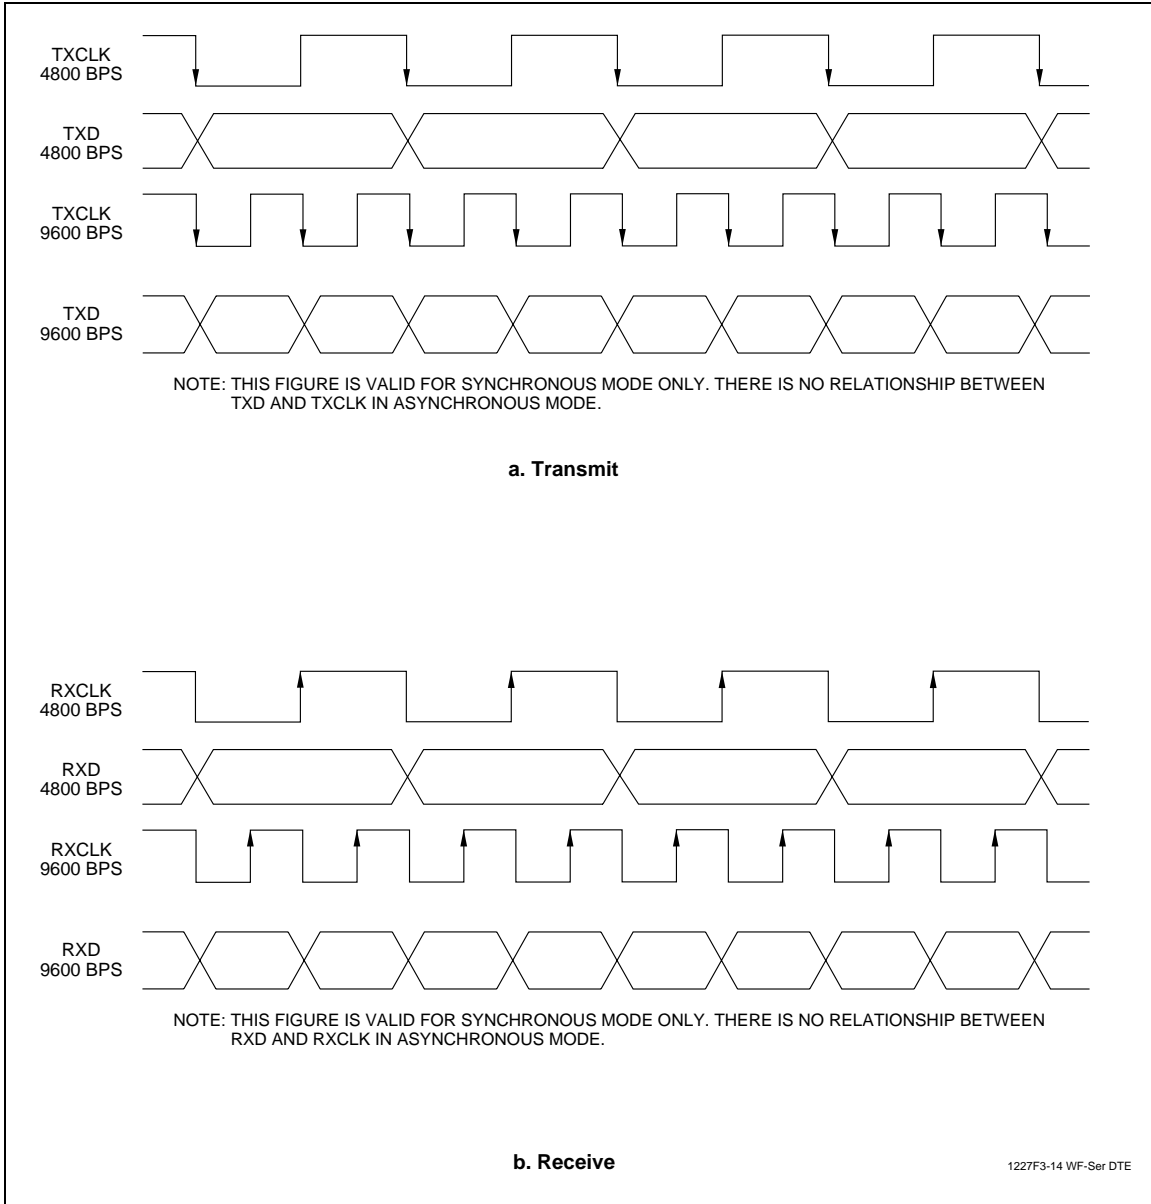 TXCLK
4800 BPS
TXD
4800 BPS
TXCLK
9600 BPS
TXD
9600 BPS
NOTE: THIS FIGURE IS VALID FOR SYNCHRONOUS MODE ONLY. THERE IS NO RELATIONSHIP BETWEEN
TXD AND TXCLK IN ASYNCHRONOUS MODE.
a. Transmit
RXCLK
4800 BPS
RXD
4800 BPS
RXCLK
9600 BPS
RXD
9600 BPS
NOTE: THIS FIGURE IS VALID FOR SYNCHRONOUS MODE ONLY. THERE IS NO RELATIONSHIP BETWEEN
RXD AND RXCLK IN ASYNCHRONOUS MODE.
b. Receive
1227F3-14 WF-Ser DTE